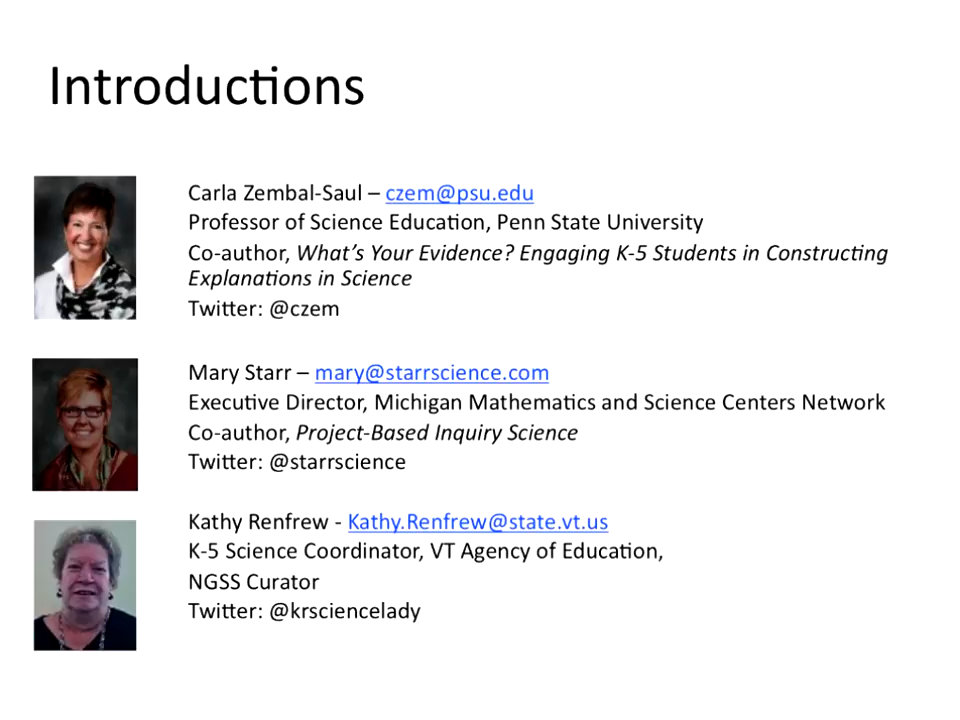 Introductions
Carla Zembal-Saul – czem@psu.edu
Professor of Science Education, Penn State University
Co-author, What's Your Evidence? Engaging K-5 Students in Constructing
Explanations in Science
Twitter: @czem
Mary Starr – mary@starrscience.com
Executive Director, Michigan Mathematics and Science Centers Network
Co-author, Project-Based Inquiry Science
Twitter: @starrscience
Kathy Renfrew - Kathy.Renfrew@state.vt.us
K-5 Science Coordinator, VT Agency of Education,
NGSS Curator
Twitter: @krsciencelady